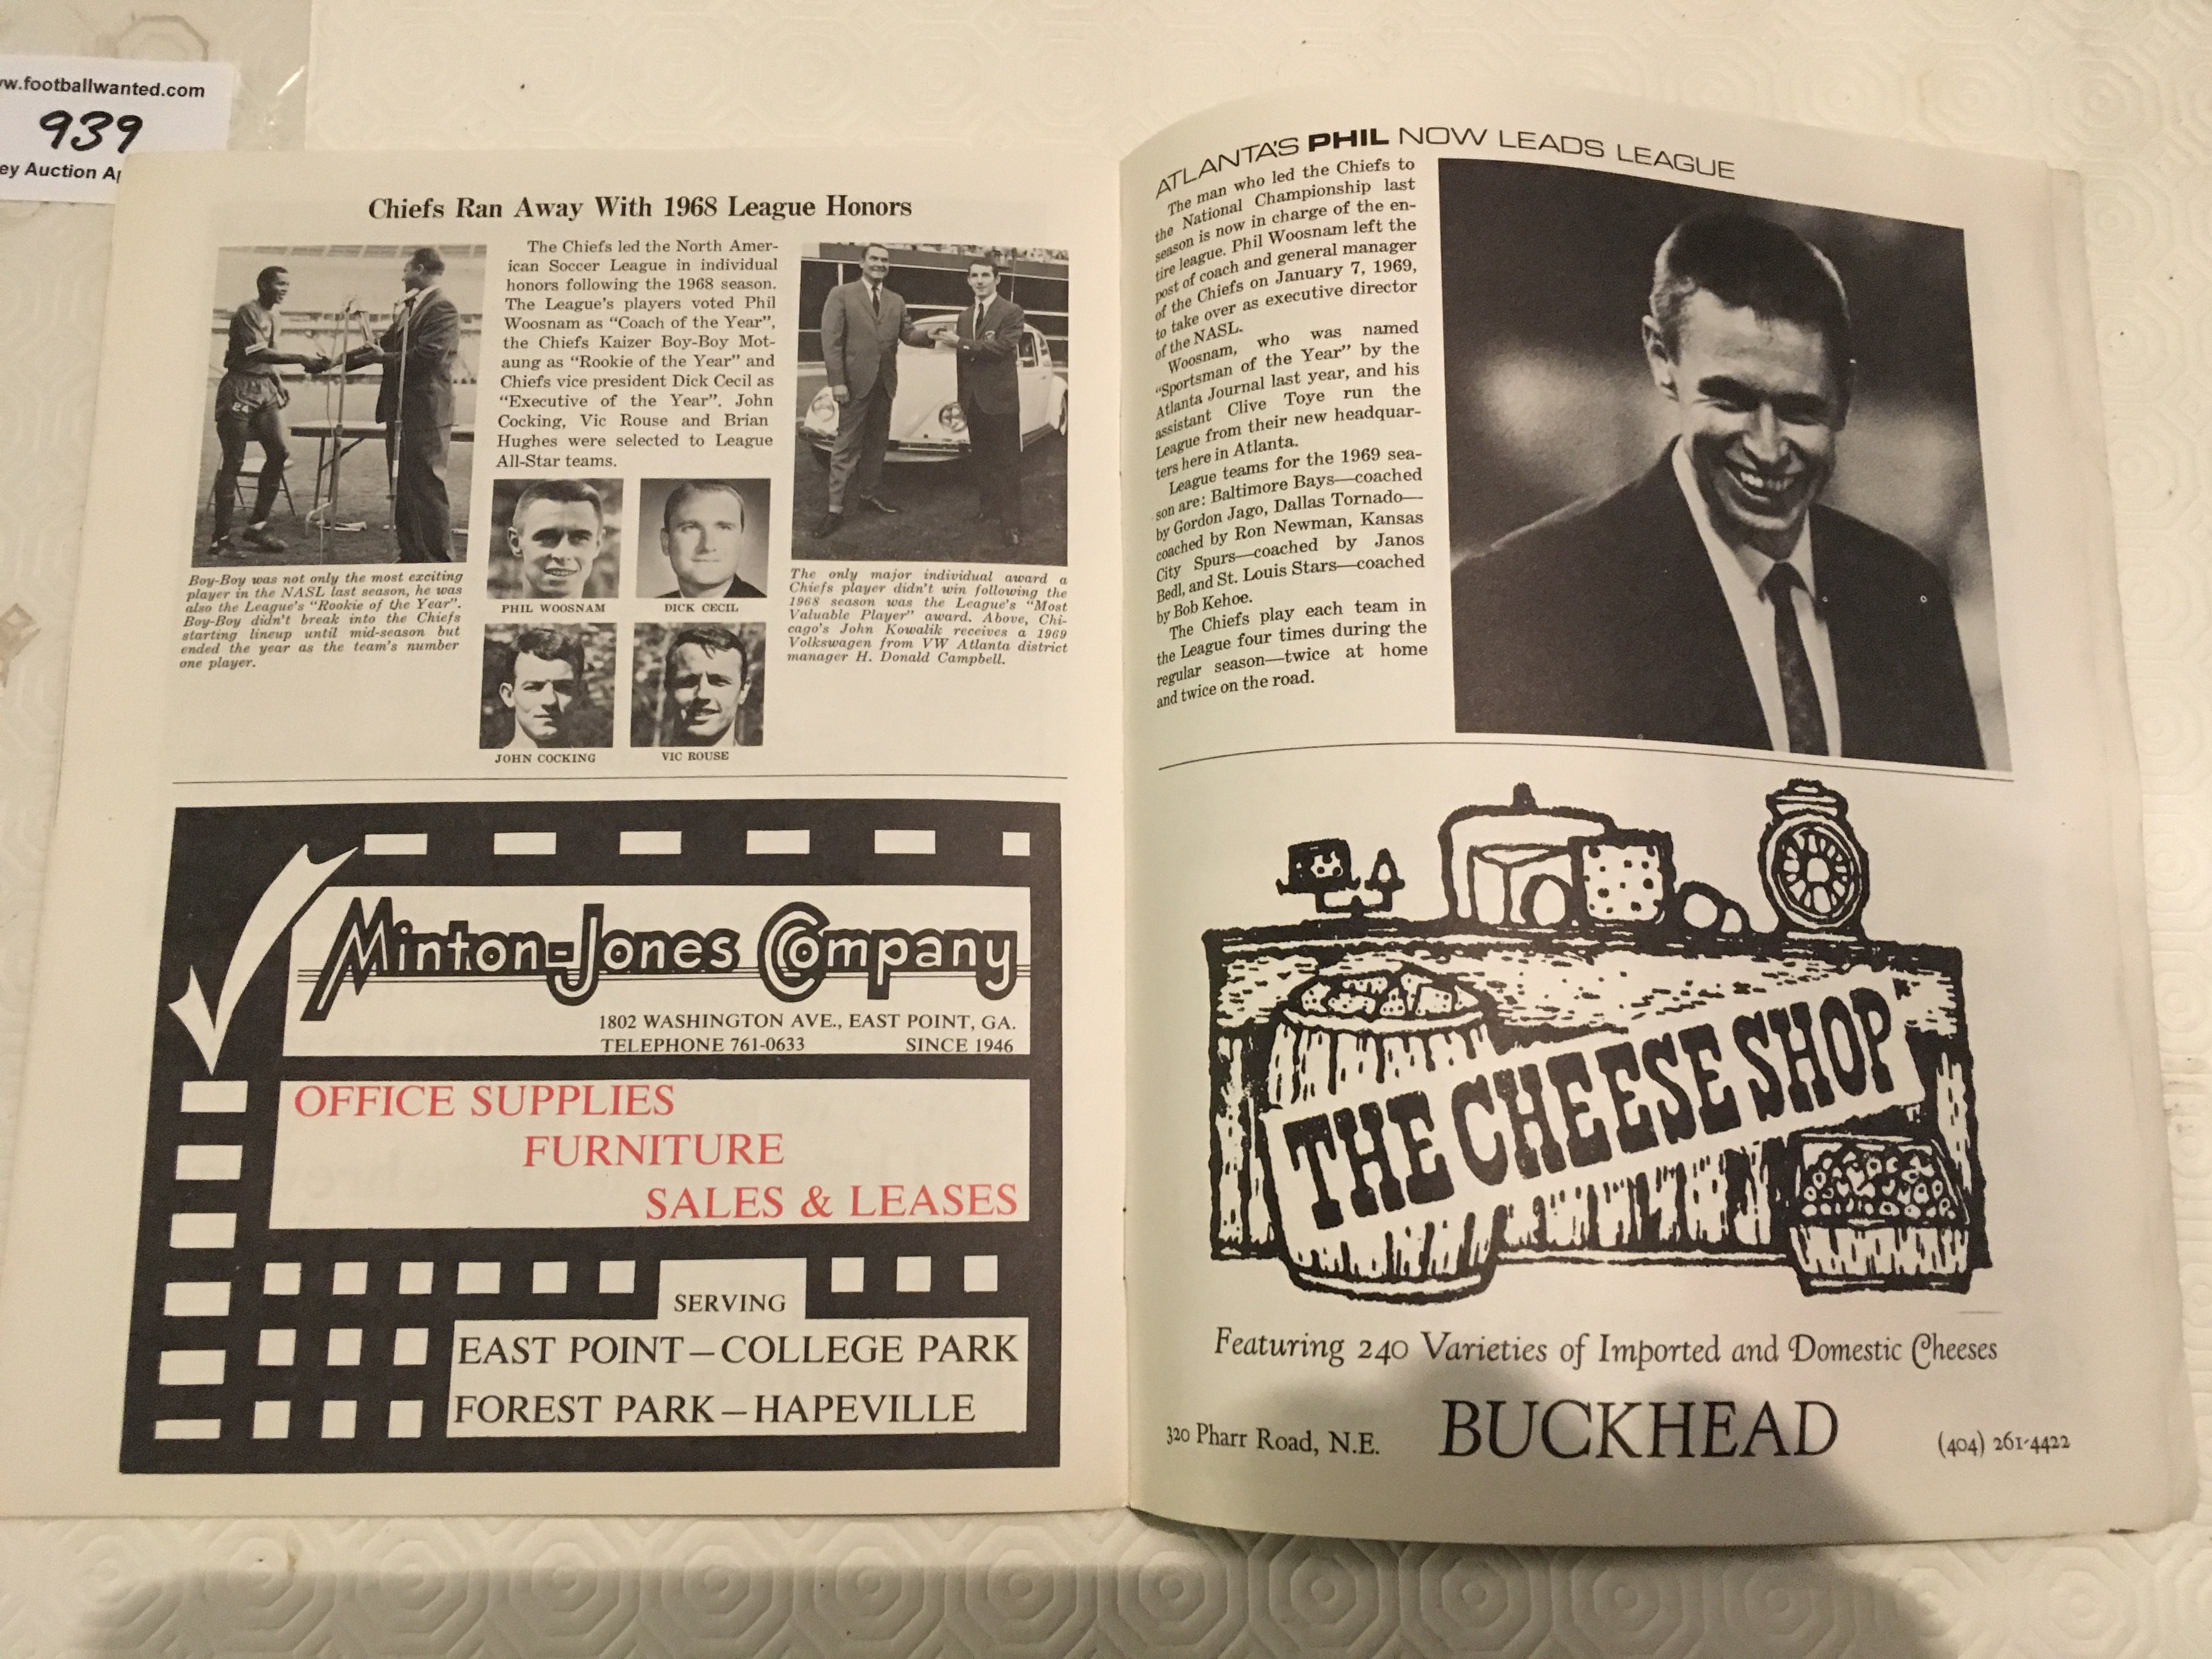 w.footballwanted.com
939
ey Auction
Chiefs Ran Away With 1968 League Honors
24
Boy-Boy was not only the most exciting
player in the NASL last season, he was
also the League's "Rookie of the Year".
Boy-Boy didn't break into the Chiefs
starting lineup until mid-season but
ended the year as the team's number
one player.
The Chiefs led the North Amer-
ican Soccer League in individual
honors following the 1968 season.
The League's players voted Phil
Woosnam as "Coach of the Year",
the Chiefs Kaizer Boy-Boy Mot-
aung as "Rookie of the Year" and
Chiefs vice president Dick Cecil as
"Executive of the Year". John
Cocking, Vic Rouse and Brian
Hughes were selected to League
All-Star teams.
PHIL WOOSNAM
DICK CECIL
JOHN COCKING
VIC ROUSE
The only major individual award a
Chiefs player didn't win following the
1968 season was the League's "Most
Valuable Player" award. Above, Chi-
cago's John Kowalik receives a 1969
Volkswagen from VW Atlanta district
manager H. Donald Campbell.
Minton-Jones Company
1802 WASHINGTON AVE., EAST POINT, GA.
TELEPHONE 761-0633 SINCE 1946
OFFICE SUPPLIES
FURNITURE
SALES & LEASES
SERVING
EAST POINT—COLLEGE PARK
FOREST PARK—HAPEVILLE
ATLANTA'S PHIL NOW LEADS LEAGUE
The man who led the Chiefs to
the National Championship last
season is now in charge of the en-
tire league. Phil Woosnam left the
post of coach and general manager
of the Chiefs on January 7, 1969,
to take over as executive director
of the NASL.
Woosnam, who was named
"Sportsman of the Year" by the
Atlanta Journal last year, and his
assistant Clive Toye run the
League from their new headquar-
ters here in Atlanta.
League teams for the 1969 sea-
son are: Baltimore Bays—coached
by Gordon Jago, Dallas Tornado—
coached by Ron Newman, Kansas
City Spurs—coached by Janos
Bedl, and St. Louis Stars—coached
by Bob Kehoe.
The Chiefs play each team in
the League four times during the
regular season—twice at home
and twice on the road.
THE CHEESE SHOP
Featuring 240 Varieties of Imported and Domestic Cheeses
320 Pharr Road, N.E. BUCKHEAD (404) 261-4422